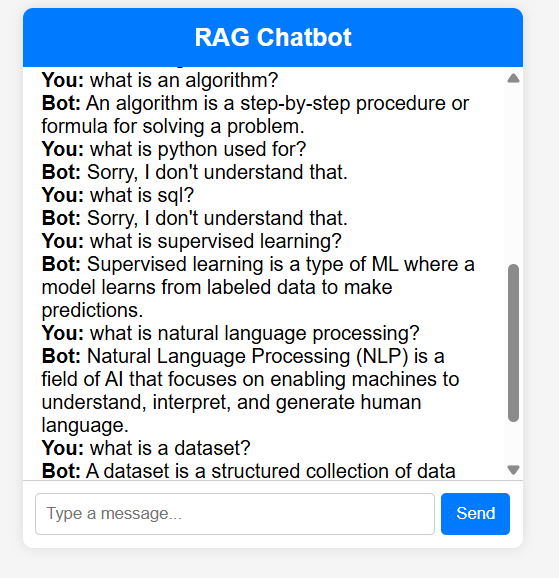 RAG Chatbot
You: what is an algorithm?
Bot: An algorithm is a step-by-step procedure or
formula for solving a problem.
You: what is python used for?
Bot: Sorry, I don't understand that.
You: what is sql?
Bot: Sorry, I don't understand that.
You: what is supervised learning?
Bot: Supervised learning is a type of ML where a
model learns from labeled data to make
predictions.
You: what is natural language processing?
Bot: Natural Language Processing (NLP) is a
field of AI that focuses on enabling machines to
understand, interpret, and generate human
language.
You: what is a dataset?
Bot: A dataset is a structured collection of data
Type a message...
Send